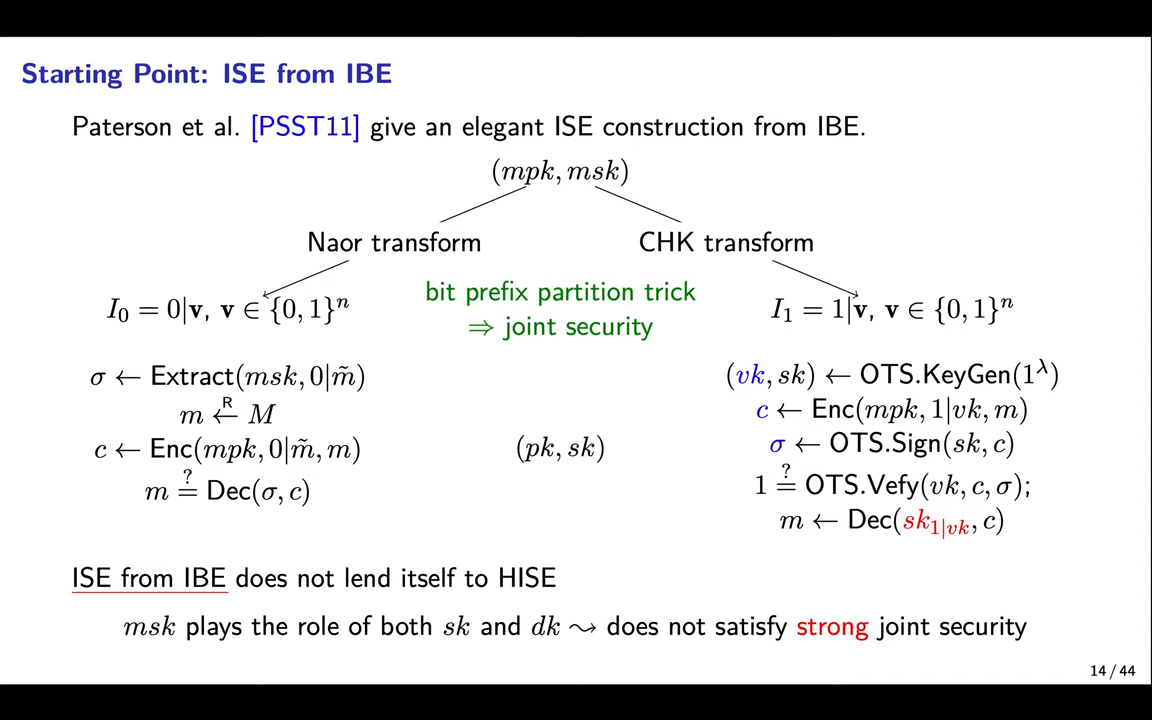 Starting Point: ISE from IBE
Paterson et al. [PSST11] give an elegant ISE construction from IBE.
(mpk, msk)
Naor transform
CHK transform
bit prefix partition trick
⇒ joint security
I₀ = 0|v, v ∈ {0, 1}ⁿ
I₁ = 1|v, v ∈ {0, 1}ⁿ
σ ← Extract(msk, 0|m̃)
m ←ᴿ M
c ← Enc(mpk, 0|m̃, m)
m ≟ Dec(σ, c)
(pk, sk)
(vk, sk) ← OTS.KeyGen(1^λ)
c ← Enc(mpk, 1|vk, m)
σ ← OTS.Sign(sk, c)
1 ≟ OTS.Vefy(vk, c, σ);
m ← Dec(sk_{1|vk}, c)
ISE from IBE does not lend itself to HISE
msk plays the role of both sk and dk ⤳ does not satisfy strong joint security
14 / 44